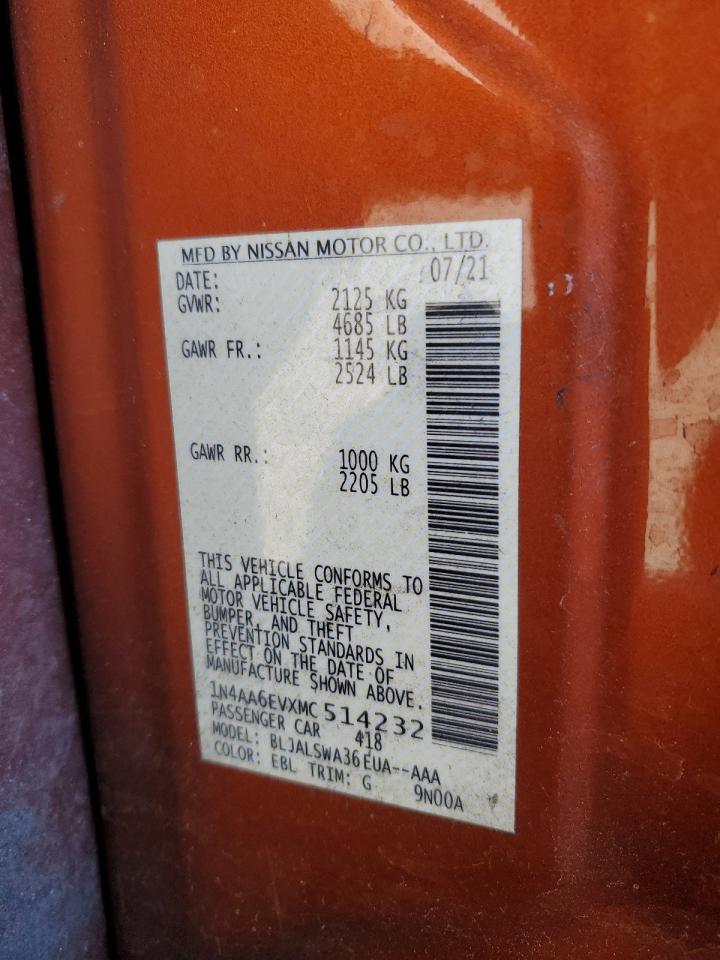 MFD BY NISSAN MOTOR CO., LTD.
DATE: 07/21
GVWR: 2125 KG
4685 LB
GAWR FR.: 1145 KG
2524 LB
GAWR RR.: 1000 KG
2205 LB
THIS VEHICLE CONFORMS TO
ALL APPLICABLE FEDERAL
MOTOR VEHICLE SAFETY,
BUMPER, AND THEFT
PREVENTION STANDARDS IN
EFFECT ON THE DATE OF
MANUFACTURE SHOWN ABOVE.
1N4AA6EVXMC514232
PASSENGER CAR 418
MODEL: BLJALSWA36EUA--AAA
COLOR: EBL TRIM: G 9N00A